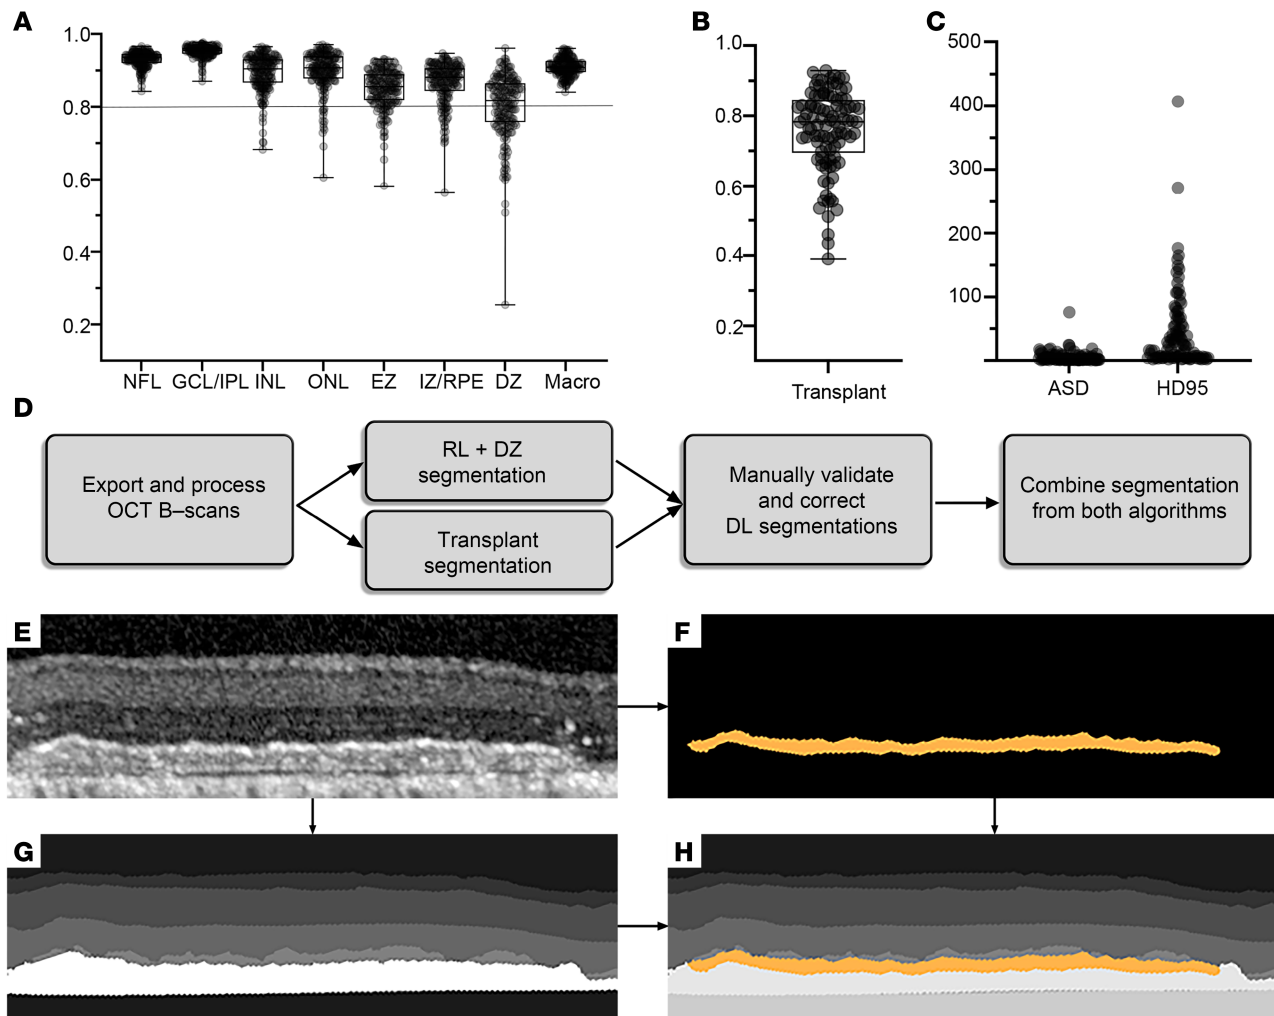 A
1.0
0.8
0.6
0.4
0.2
NFL GCL/IPL INL ONL EZ IZ/RPE DZ Macro
B
1.0
0.8
0.6
0.4
0.2
Transplant
C
500
400
300
200
100
ASD HD95
D
Export and process
OCT B–scans
RL + DZ
segmentation
Transplant
segmentation
Manually validate
and correct
DL segmentations
Combine segmentation
from both algorithms
E
F
G
H